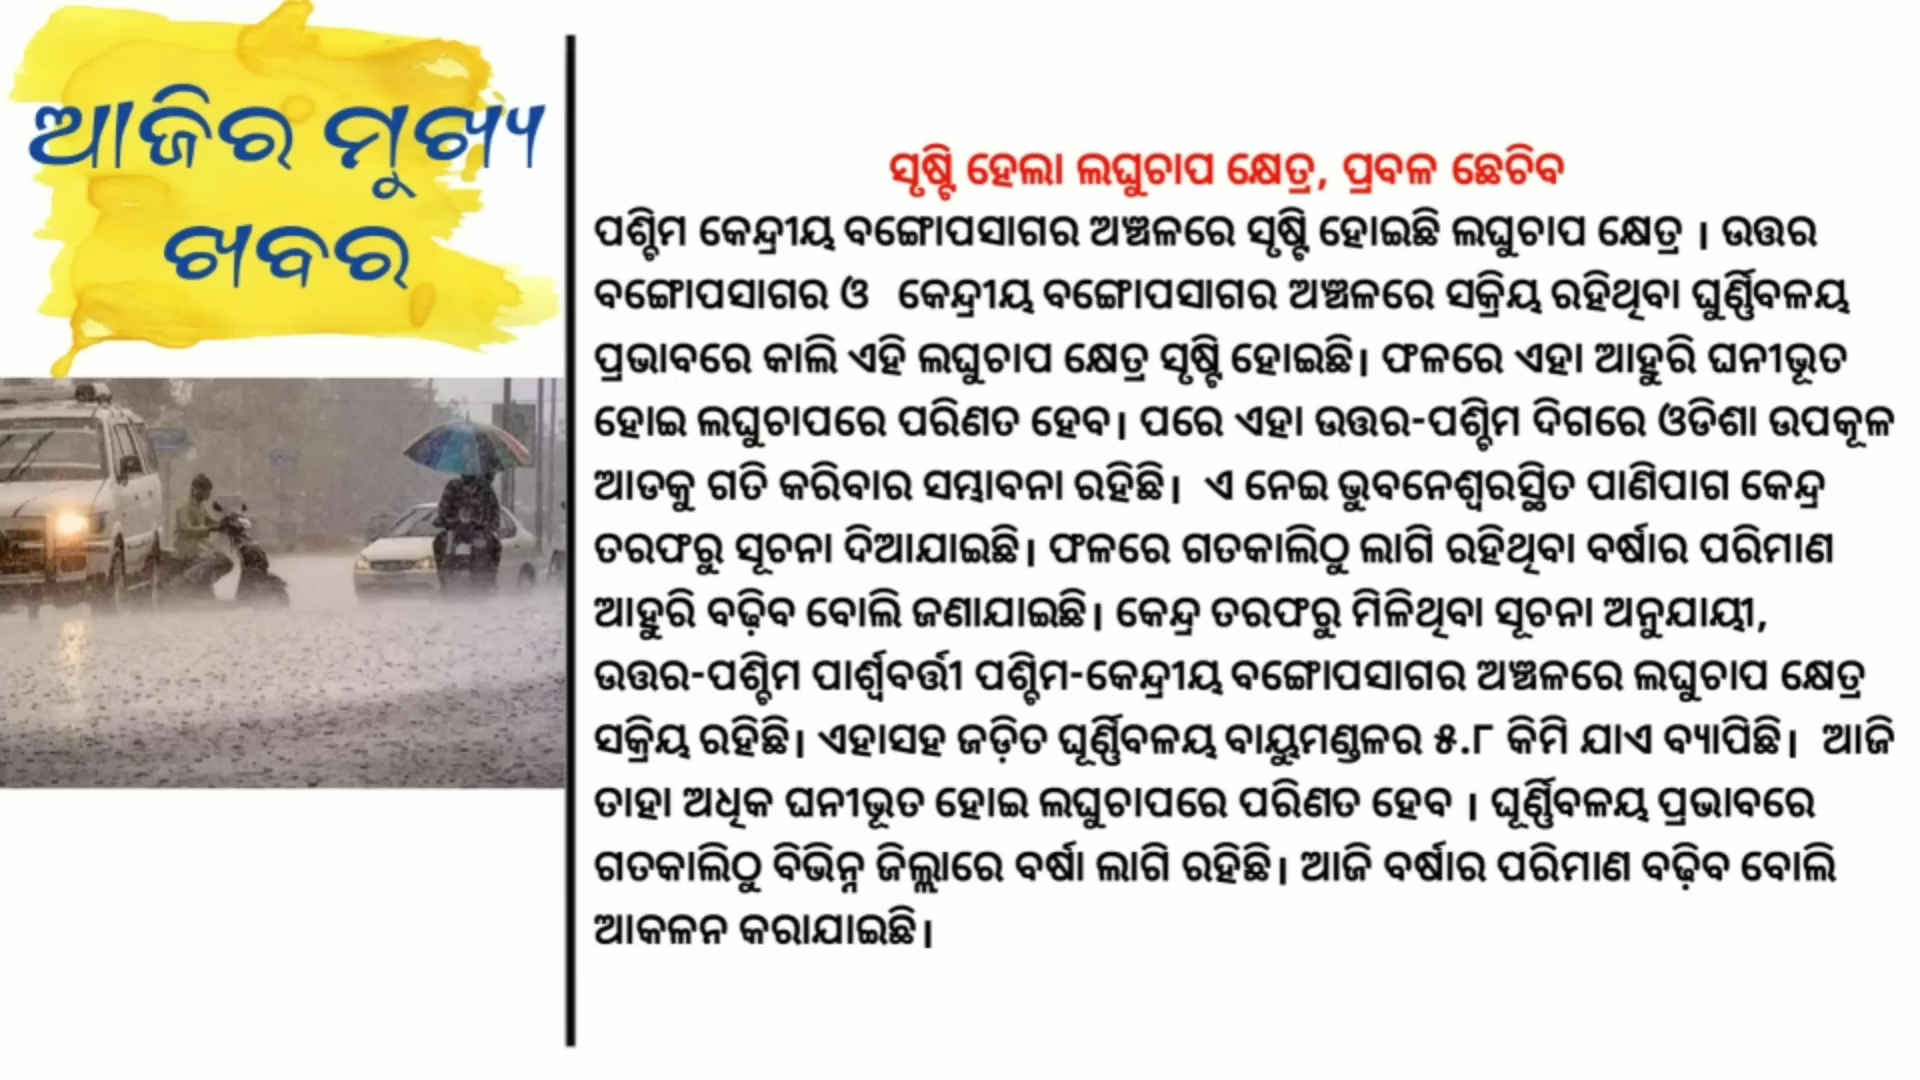 ଆଜିର ମୁଖ୍ୟ
ଖବର
ସୃଷ୍ଟି ହେଲା ଲଘୁଚାପ କ୍ଷେତ୍ର, ପ୍ରବଳ ଛେଚିବ
ପଶ୍ଚିମ କେନ୍ଦ୍ରୀୟ ବଙ୍ଗୋପସାଗର ଅଞ୍ଚଳରେ ସୃଷ୍ଟି ହୋଇଛି ଲଘୁଚାପ କ୍ଷେତ୍ର । ଉତ୍ତର
ବଙ୍ଗୋପସାଗର ଓ କେନ୍ଦ୍ରୀୟ ବଙ୍ଗୋପସାଗର ଅଞ୍ଚଳରେ ସକ୍ରିୟ ରହିଥିବା ଘୁର୍ଣ୍ଣିବଳୟ
ପ୍ରଭାବରେ କାଲି ଏହି ଲଘୁଚାପ କ୍ଷେତ୍ର ସୃଷ୍ଟି ହୋଇଛି। ଫଳରେ ଏହା ଆହୁରି ଘନୀଭୂତ
ହୋଇ ଲଘୁଚାପରେ ପରିଣତ ହେବ। ପରେ ଏହା ଉତ୍ତର-ପଶ୍ଚିମ ଦିଗରେ ଓଡିଶା ଉପକୂଳ
ଆଡକୁ ଗତି କରିବାର ସମ୍ଭାବନା ରହିଛି। ଏ ନେଇ ଭୁବନେଶ୍ୱରସ୍ଥିତ ପାଣିପାଗ କେନ୍ଦ୍ର
ତରଫରୁ ସୂଚନା ଦିଆଯାଇଛି। ଫଳରେ ଗତକାଲିଠୁ ଲାଗି ରହିଥିବା ବର୍ଷାର ପରିମାଣ
ଆହୁରି ବଢ଼ିବ ବୋଲି ଜଣାଯାଇଛି। କେନ୍ଦ୍ର ତରଫରୁ ମିଳିଥିବା ସୂଚନା ଅନୁଯାୟୀ,
ଉତ୍ତର-ପଶ୍ଚିମ ପାର୍ଶ୍ୱବର୍ତ୍ତୀ ପଶ୍ଚିମ-କେନ୍ଦ୍ରୀୟ ବଙ୍ଗୋପସାଗର ଅଞ୍ଚଳରେ ଲଘୁଚାପ କ୍ଷେତ୍ର
ସକ୍ରିୟ ରହିଛି। ଏହାସହ ଜଡ଼ିତ ଘୂର୍ଣ୍ଣିବଳୟ ବାୟୁମଣ୍ଡଳର ୫.୮ କିମି ଯାଏ ବ୍ୟାପିଛି। ଆଜି
ତାହା ଅଧିକ ଘନୀଭୂତ ହୋଇ ଲଘୁଚାପରେ ପରିଣତ ହେବ । ଘୂର୍ଣ୍ଣିବଳୟ ପ୍ରଭାବରେ
ଗତକାଲିଠୁ ବିଭିନ୍ନ ଜିଲ୍ଲାରେ ବର୍ଷା ଲାଗି ରହିଛି। ଆଜି ବର୍ଷାର ପରିମାଣ ବଢ଼ିବ ବୋଲି
ଆକଳନ କରାଯାଇଛି।